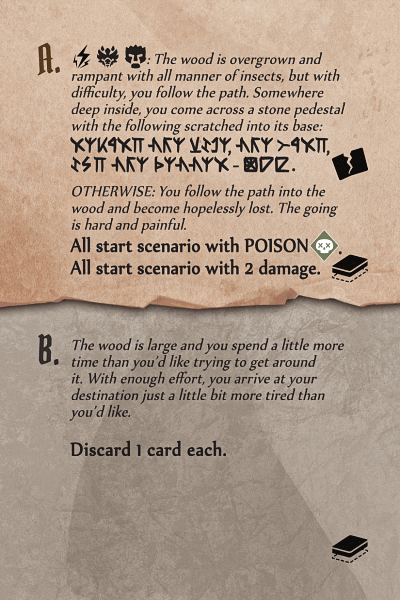 A. : The wood is overgrown and
rampant with all manner of insects, but with
difficulty, you follow the path. Somewhere
deep inside, you come across a stone pedestal
with the following scratched into its base:
OTHERWISE: You follow the path into the
wood and become hopelessly lost. The going
is hard and painful.
All start scenario with POISON .
All start scenario with 2 damage.
B. The wood is large and you spend a little more
time than you'd like trying to get around
it. With enough effort, you arrive at your
destination just a little bit more tired than
you'd like.
Discard 1 card each.